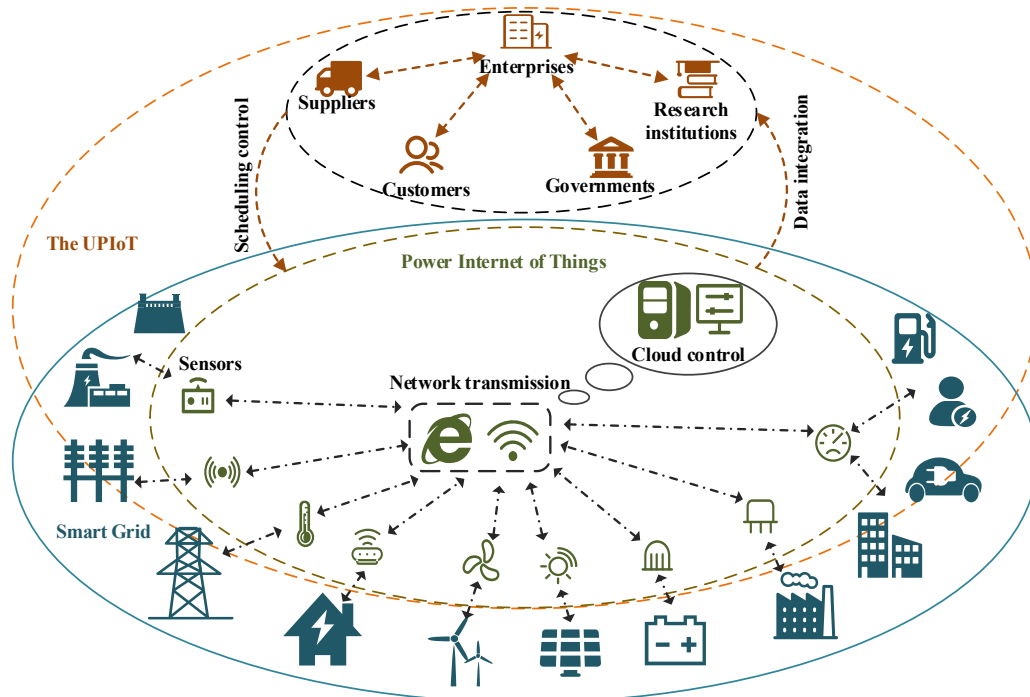 Enterprises
Suppliers
Research
institutions
Customers
Governments
Scheduling control
Data integration
The UPIoT
Power Internet of Things
Cloud control
Sensors
Network transmission
Smart Grid